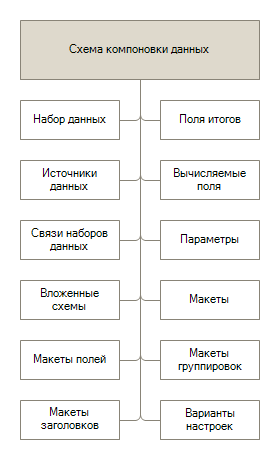 Схема компоновки данных
Набор данных
Поля итогов
Источники
данных
Вычисляемые
поля
Связи наборов
данных
Параметры
Вложенные
схемы
Макеты
Макеты полей
Макеты
группировок
Макеты
заголовков
Варианты
настроек